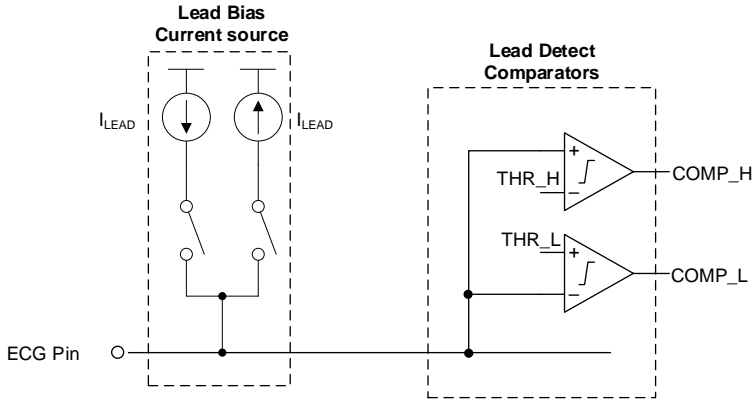 Lead Bias
Current source
Lead Detect
Comparators
I_LEAD
I_LEAD
+
THR_H
−
COMP_H
THR_L
+
−
COMP_L
ECG Pin